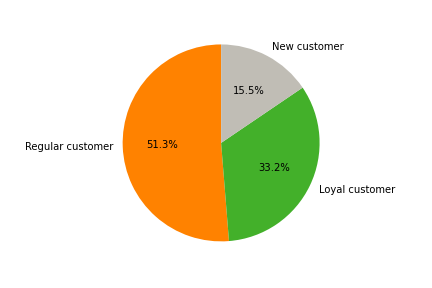 New customer
15.5%
Regular customer
51.3%
33.2%
Loyal customer